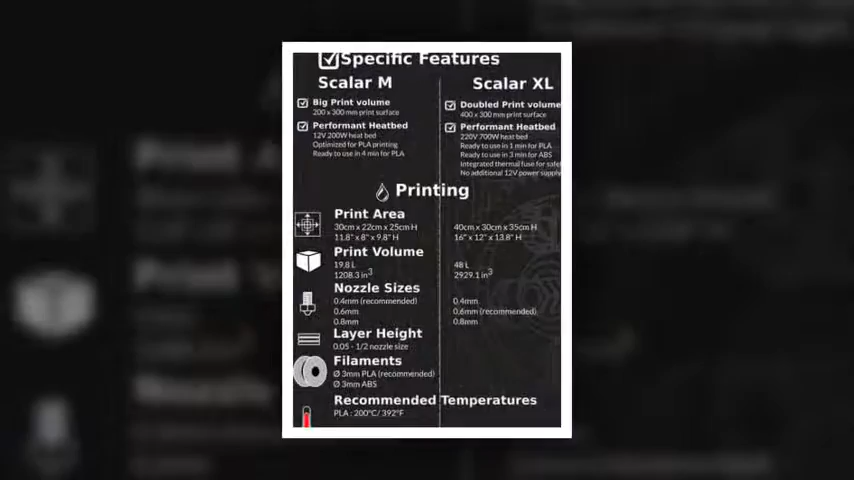 Specific Features
Scalar M
Scalar XL
Big Print volume
200 x 300 mm print surface
Doubled Print volume
400 x 300 mm print surface
Performant Heatbed
12V 200W heat bed
Optimized for PLA printing
Ready to use in 4 min for PLA
Performant Heatbed
220V 700W heat bed
Ready to use in 1 min for PLA
Ready to use in 3 min for ABS
Integrated thermal fuse for safet
No additional 12V power supply
Printing
Print Area
30cm x 22cm x 25cm H
40cm x 30cm x 35cm H
11.8" x 8" x 9.8" H
16" x 12" x 13.8" H
Print Volume
19.8 L
48 L
1208.3 in3
2929.1 in3
Nozzle Sizes
0.4mm (recommended)
0.4mm
0.6mm
0.6mm (recommended)
0.8mm
0.8mm
Layer Height
0.05 - 1/2 nozzle size
Filaments
Ø 3mm PLA (recommended)
Ø 3mm ABS
Recommended Temperatures
PLA : 200°C/ 392°F